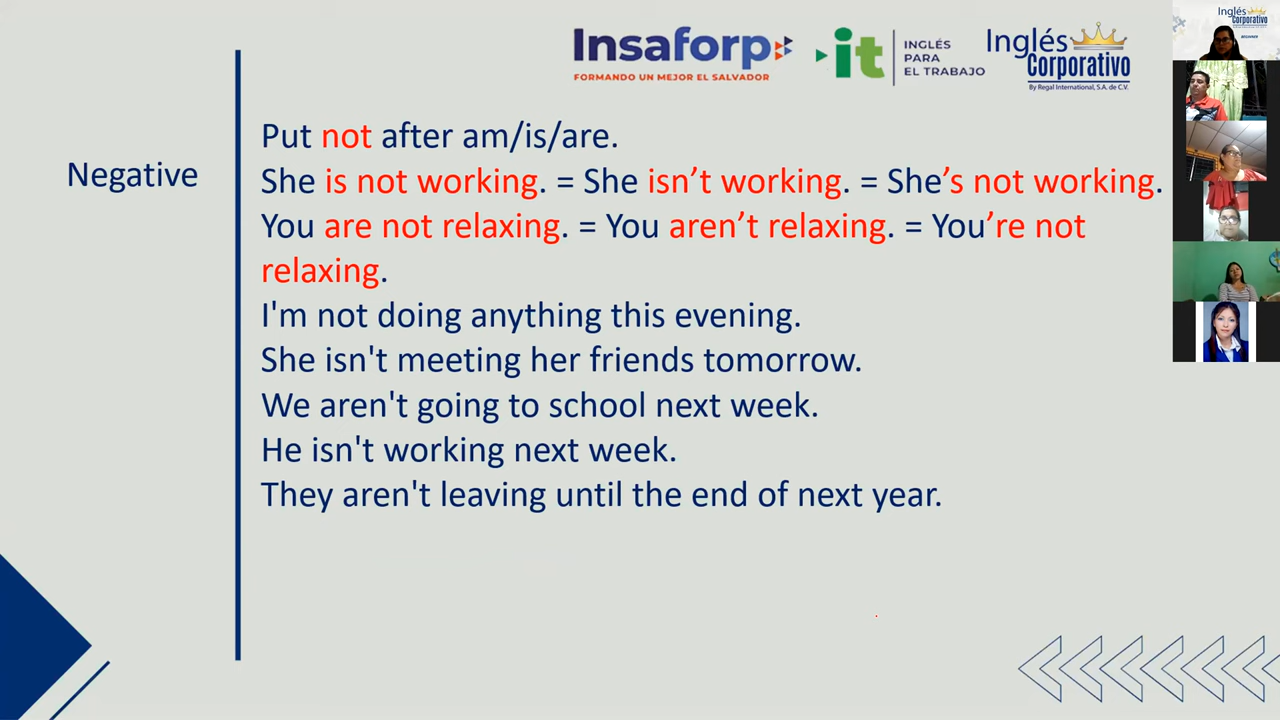 Insaforp
FORMANDO UN MEJOR EL SALVADOR
it
INGLÉS
PARA
EL TRABAJO
Inglés
Corporativo
By Regal International, S.A. de C.V.
Inglés
Corporativo
Negative
Put not after am/is/are.
She is not working. = She isn’t working. = She’s not working.
You are not relaxing. = You aren’t relaxing. = You’re not
relaxing.
I'm not doing anything this evening.
She isn't meeting her friends tomorrow.
We aren't going to school next week.
He isn't working next week.
They aren't leaving until the end of next year.